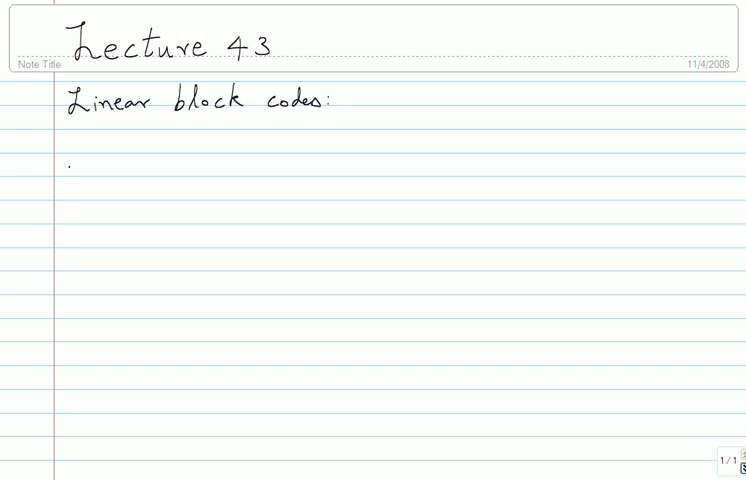 Lecture 43
Note Title
11/4/2008
Linear block codes:
1/1